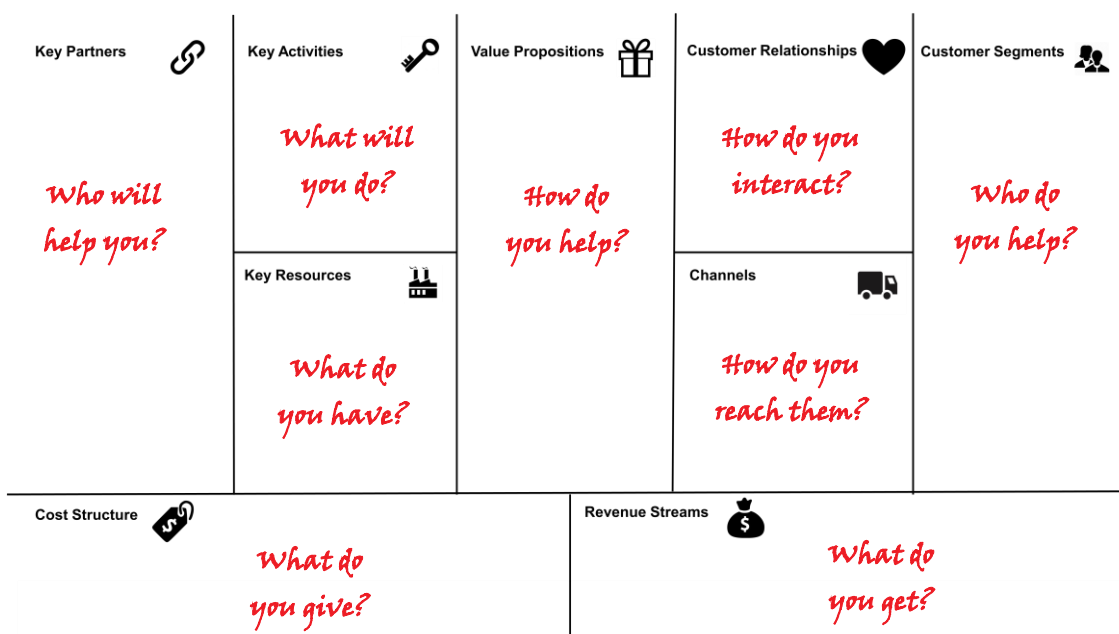 Key Partners
Who will
help you?
Key Activities
What will
you do?
Key Resources
What do
you have?
Value Propositions
How do
you help?
Customer Relationships
How do you
interact?
Channels
How do you
reach them?
Customer Segments
Who do
you help?
Cost Structure
$
What do
you give?
Revenue Streams
$
What do
you get?